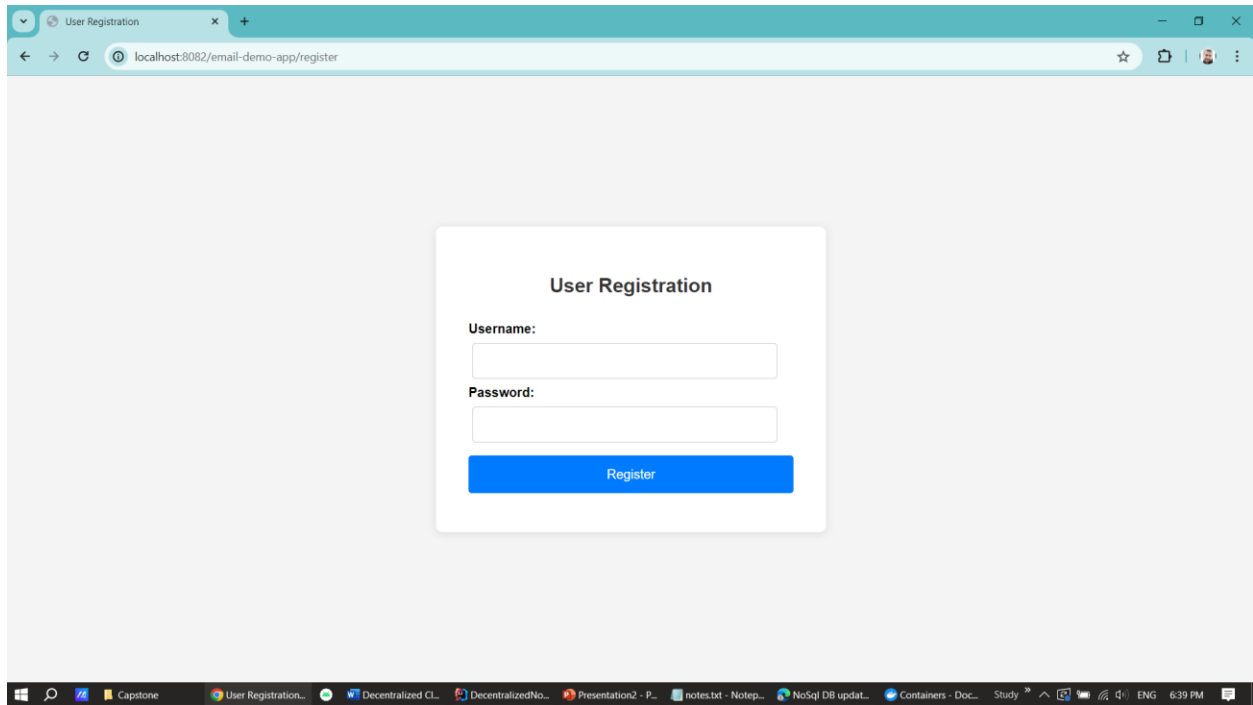 User Registration
localhost:8082/email-demo-app/register
User Registration
Username:
Password:
Register
Capstone
User Registration...
Decentralized Cl...
DecentralizedNo...
Presentation2 - P...
notes.txt - Notep...
NoSql DB updat...
Containers - Doc...
Study
ENG
6:39 PM